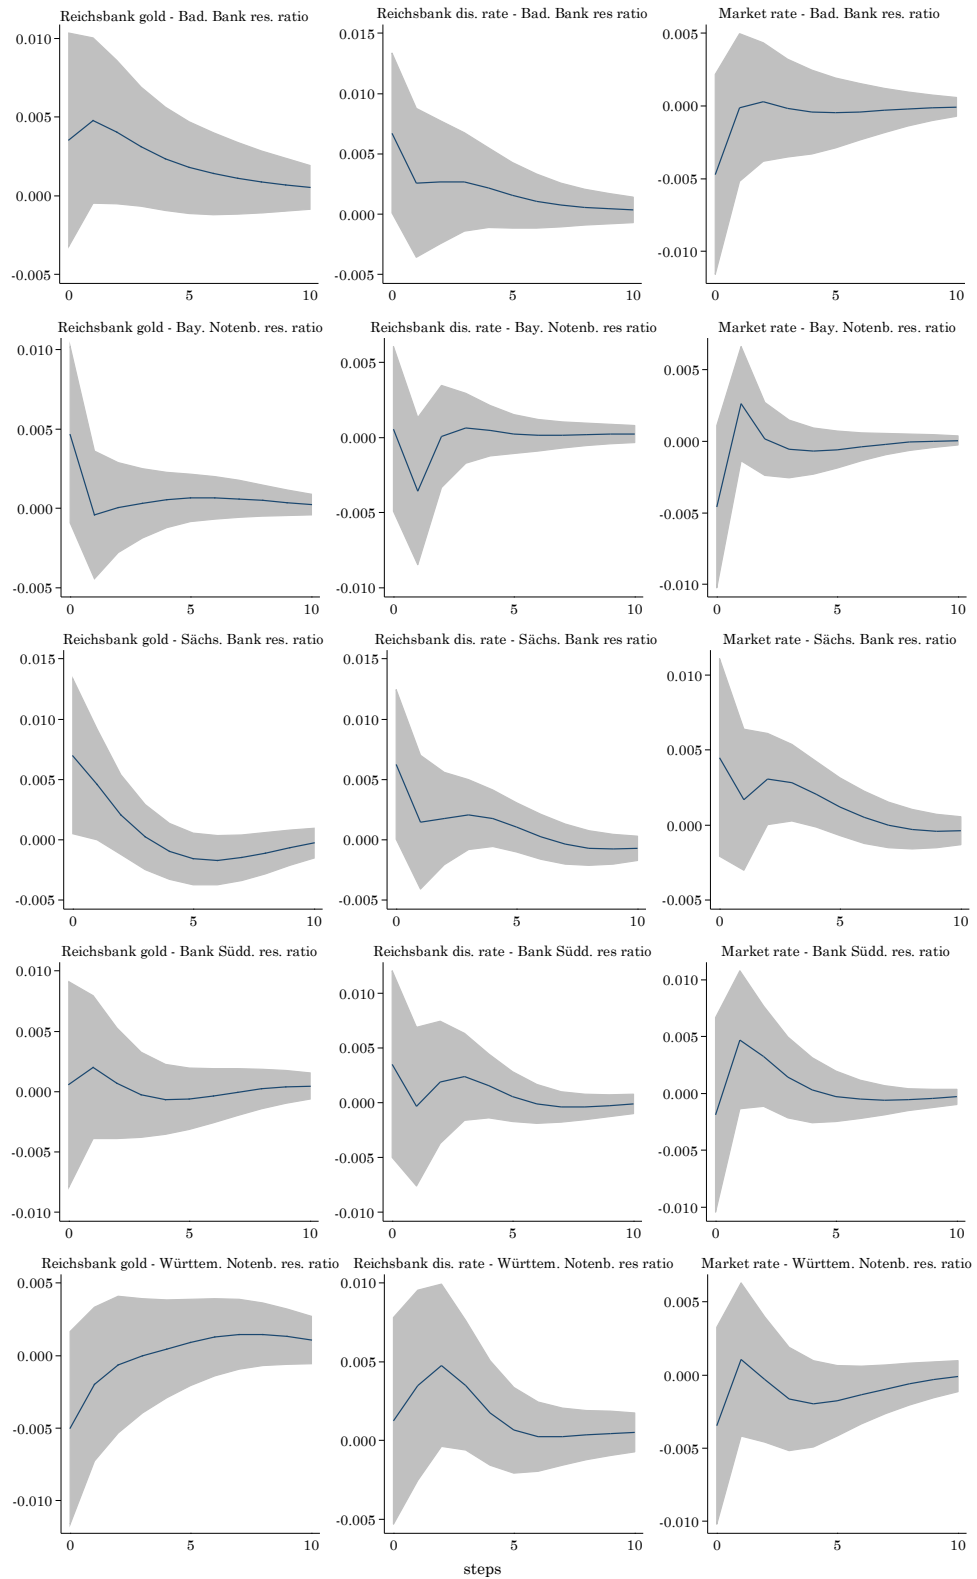 Reichsbank gold - Bad. Bank res. ratio
0.010
0.005
0.000
-0.005
0 5 10
Reichsbank dis. rate - Bad. Bank res ratio
0.015
0.010
0.005
0.000
-0.005
0 5 10
Market rate - Bad. Bank res. ratio
0.005
0.000
-0.005
-0.010
0 5 10
Reichsbank gold - Bay. Notenb. res. ratio
0.010
0.005
0.000
-0.005
0 5 10
Reichsbank dis. rate - Bay. Notenb. res ratio
0.005
0.000
-0.005
-0.010
0 5 10
Market rate - Bay. Notenb. res. ratio
0.005
0.000
-0.005
-0.010
0 5 10
Reichsbank gold - Sächs. Bank res. ratio
0.015
0.010
0.005
0.000
-0.005
0 5 10
Reichsbank dis. rate - Sächs. Bank res ratio
0.015
0.010
0.005
0.000
-0.005
0 5 10
Market rate - Sächs. Bank res. ratio
0.010
0.005
0.000
-0.005
0 5 10
Reichsbank gold - Bank Südd. res. ratio
0.010
0.005
0.000
-0.005
-0.010
0 5 10
Reichsbank dis. rate - Bank Südd. res ratio
0.010
0.005
0.000
-0.005
-0.010
0 5 10
Market rate - Bank Südd. res. ratio
0.010
0.005
0.000
-0.005
-0.010
0 5 10
Reichsbank gold - Württem. Notenb. res. ratio
0.005
0.000
-0.005
-0.010
0 5 10
Reichsbank dis. rate - Württem. Notenb. res ratio
0.010
0.005
0.000
-0.005
0 5 10
Market rate - Württem. Notenb. res. ratio
0.005
0.000
-0.005
-0.010
0 5 10
steps